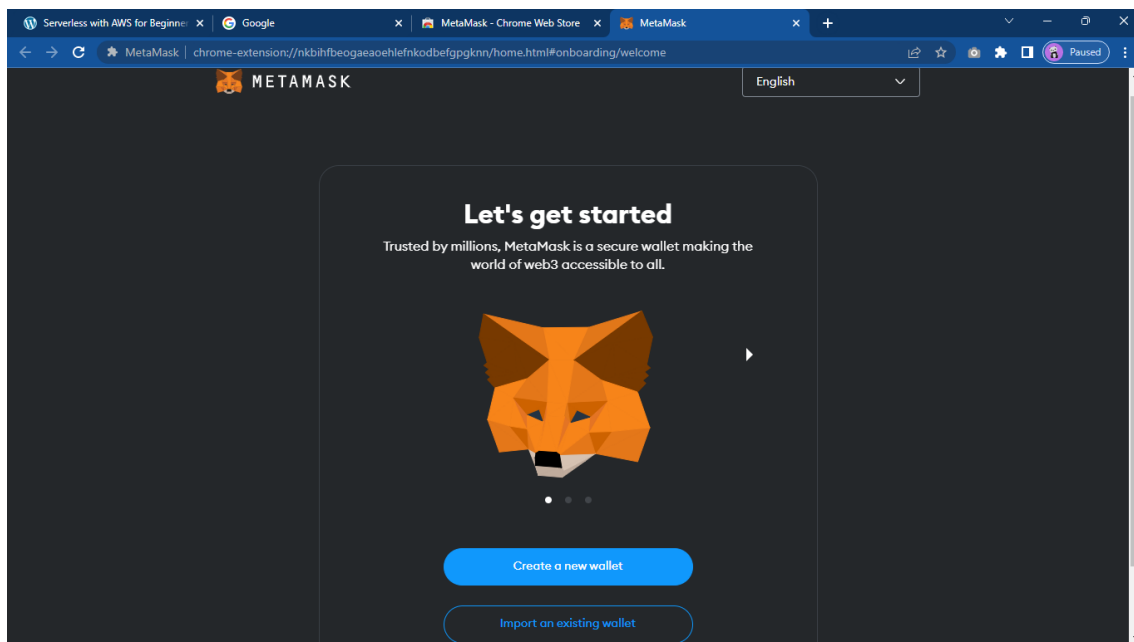 Serverless with AWS for Beginne
Google
MetaMask - Chrome Web Store
MetaMask
MetaMask
chrome-extension://nkbihfbeogaeaoehlefnkodbefgpgknn/home.html#onboarding/welcome
Paused
METAMASK
English
Let's get started
Trusted by millions, MetaMask is a secure wallet making the
world of web3 accessible to all.
Create a new wallet
Import an existing wallet